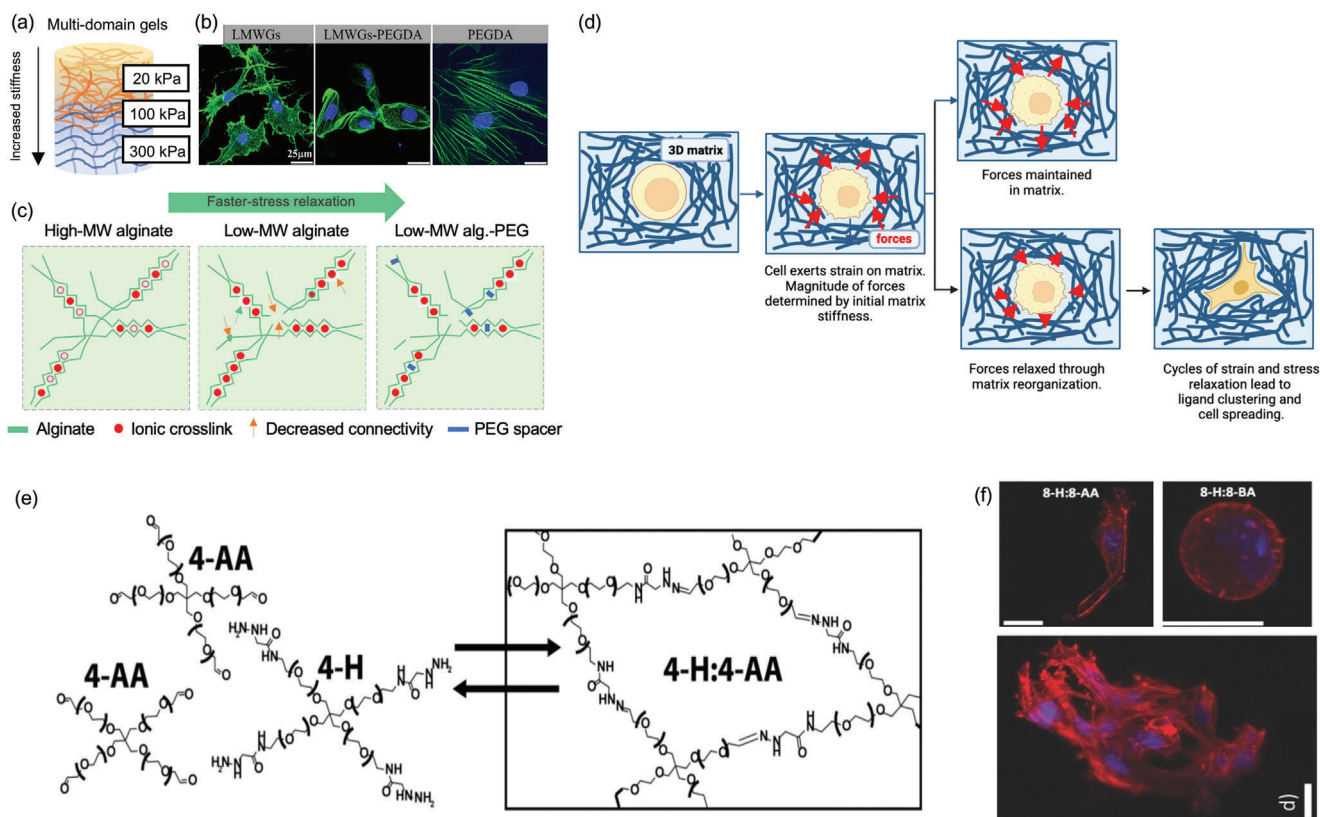 (a)
Multi-domain gels
Increased stiffness
20 kPa
100 kPa
300 kPa
(b)
LMWGs
LMWGs-PEGDA
PEGDA
25μm
(c)
Faster-stress relaxation
High-MW alginate
Low-MW alginate
Low-MW alg.-PEG
Alginate
Ionic crosslink
Decreased connectivity
PEG spacer
(d)
3D matrix
forces
Cell exerts strain on matrix.
Magnitude of forces
determined by initial matrix
stiffness.
Forces maintained
in matrix.
Forces relaxed through
matrix reorganization.
Cycles of strain and stress
relaxation lead to
ligand clustering and
cell spreading.
(e)
4-AA
4-AA
4-H
4-H:4-AA
(f)
8-H:8-AA
8-H:8-BA
d)